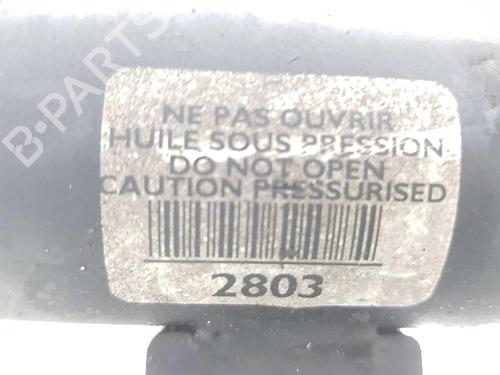 B-PARTS
NE PAS OUVRIR
HUILE SOUS PRESSION
DO NOT OPEN
CAUTION PRESSURISED
2803